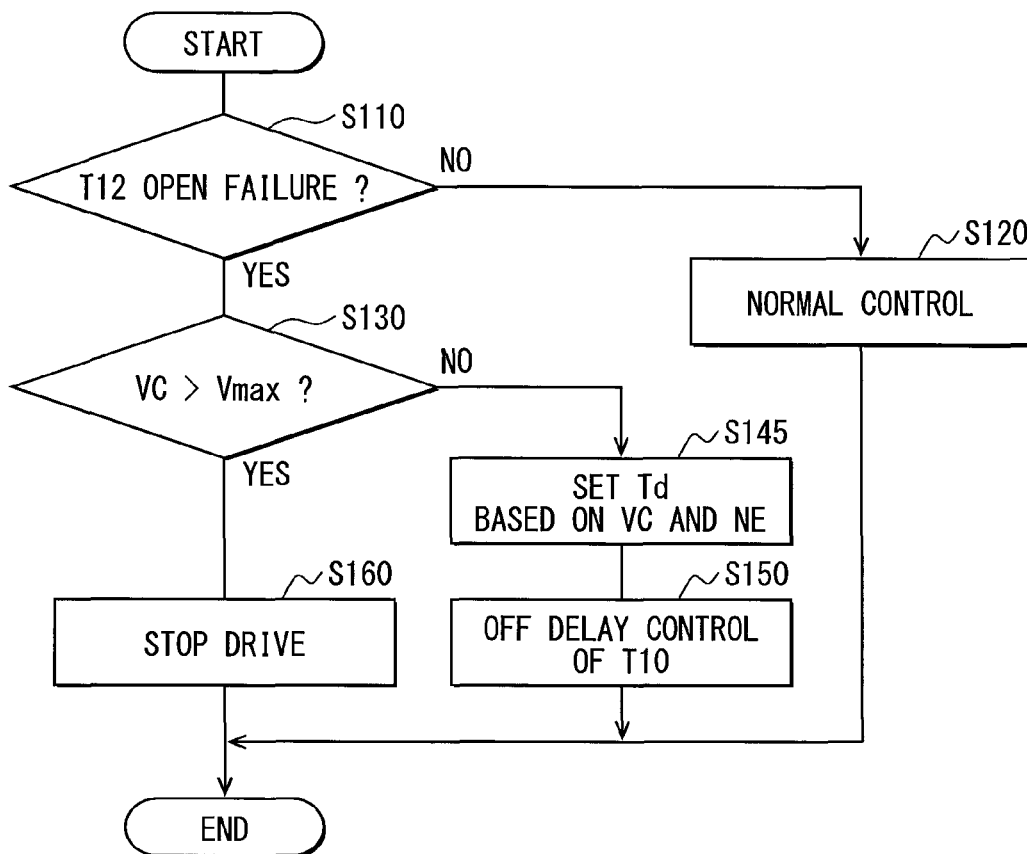 START
S110
T12 OPEN FAILURE ?
NO
YES
S120
NORMAL CONTROL
S130
VC > Vmax ?
NO
YES
S145
SET Td
BASED ON VC AND NE
S160
STOP DRIVE
S150
OFF DELAY CONTROL
OF T10
END